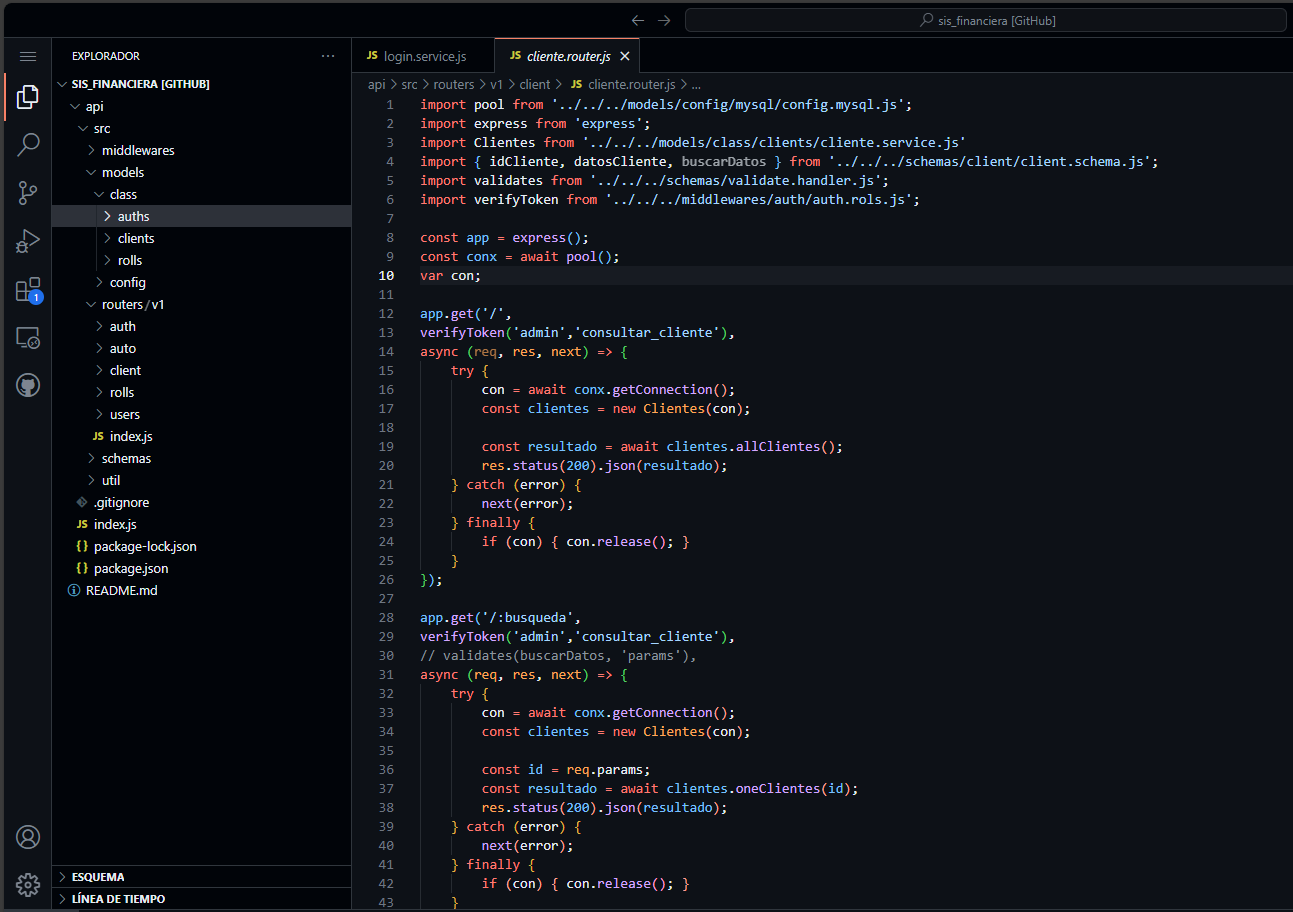 sis_financiera [GitHub]
EXPLORADOR
SIS_FINANCIERA [GITHUB]
api
src
middlewares
models
class
auths
clients
rolls
config
routers/v1
auth
auto
client
rolls
users
JS index.js
schemas
util
.gitignore
JS index.js
{} package-lock.json
{} package.json
README.md
ESQUEMA
LÍNEA DE TIEMPO
1
JS login.service.js
JS cliente.router.js
api > src > routers > v1 > client > JS cliente.router.js > ...
1 import pool from '../../../models/config/mysql/config.mysql.js';
2 import express from 'express';
3 import Clientes from '../../../models/class/clients/cliente.service.js'
4 import { idCliente, datosCliente, buscarDatos } from '../../../schemas/client/client.schema.js';
5 import validates from '../../../schemas/validate.handler.js';
6 import verifyToken from '../../../middlewares/auth/auth.rols.js';
7
8 const app = express();
9 const conx = await pool();
10 var con;
11
12 app.get('/',
13 verifyToken('admin','consultar_cliente'),
14 async (req, res, next) => {
15 try {
16 con = await conx.getConnection();
17 const clientes = new Clientes(con);
18
19 const resultado = await clientes.allClientes();
20 res.status(200).json(resultado);
21 } catch (error) {
22 next(error);
23 } finally {
24 if (con) { con.release(); }
25 }
26 });
27
28 app.get('/:busqueda',
29 verifyToken('admin','consultar_cliente'),
30 // validates(buscarDatos, 'params'),
31 async (req, res, next) => {
32 try {
33 con = await conx.getConnection();
34 const clientes = new Clientes(con);
35
36 const id = req.params;
37 const resultado = await clientes.oneClientes(id);
38 res.status(200).json(resultado);
39 } catch (error) {
40 next(error);
41 } finally {
42 if (con) { con.release(); }
43 }